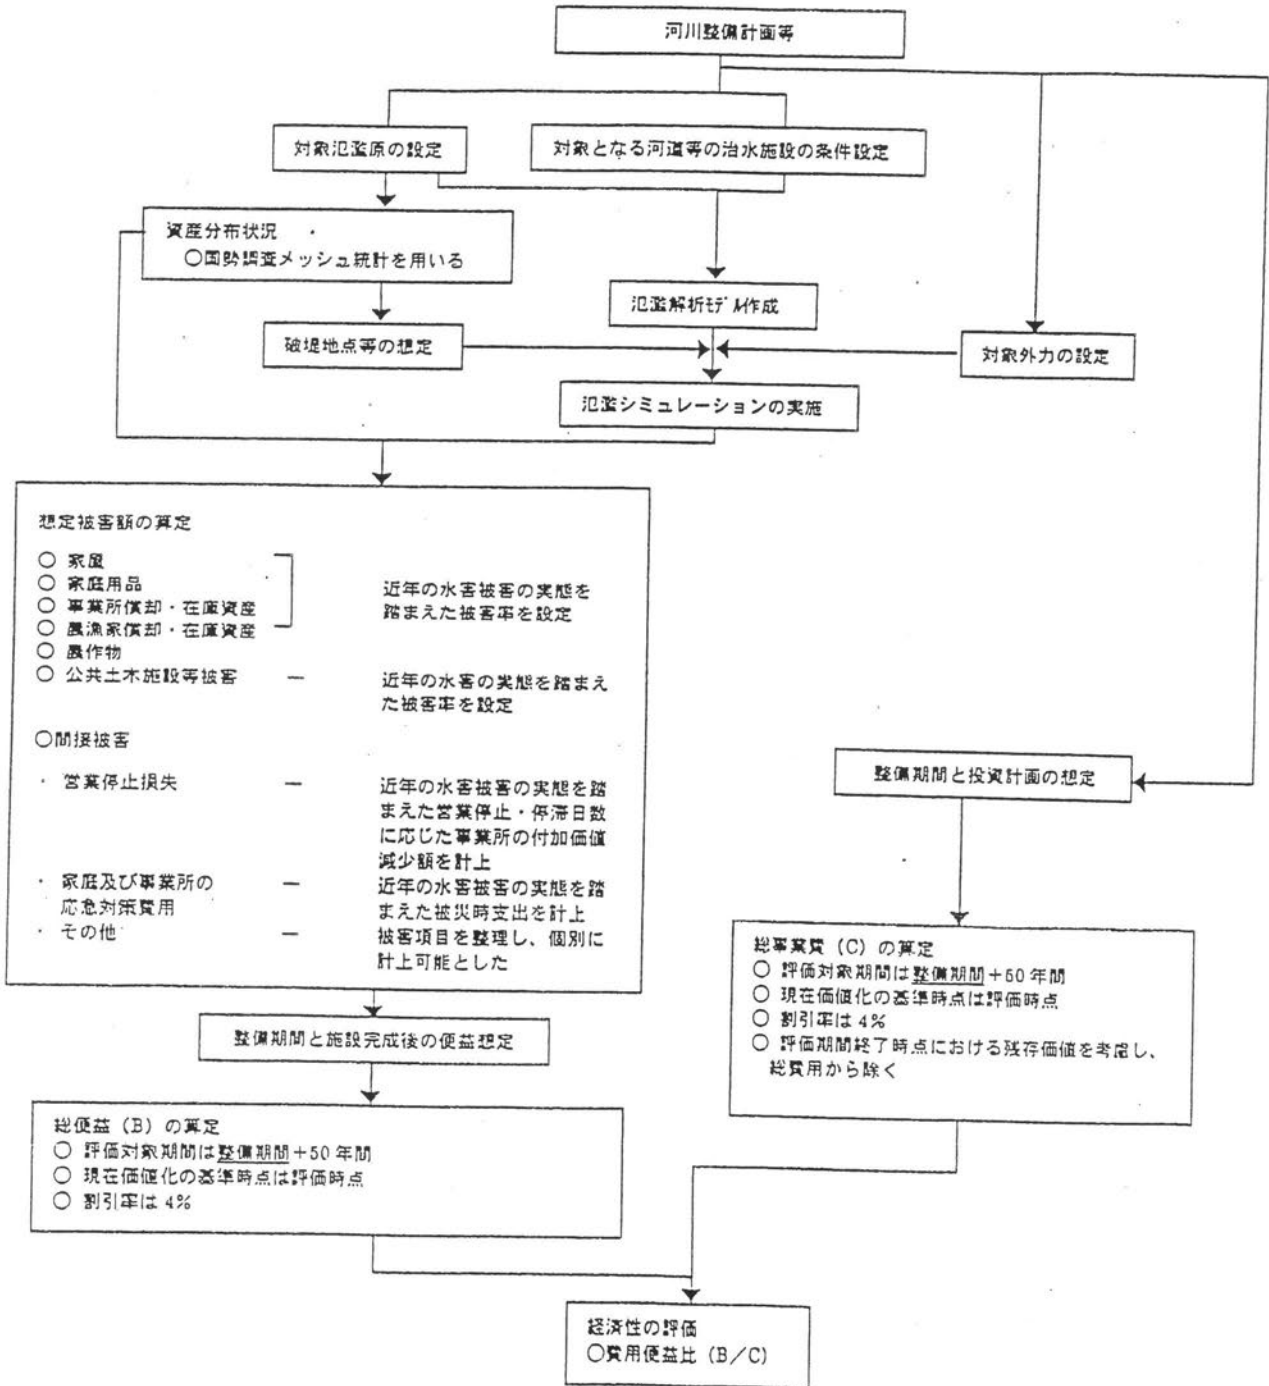 河川整備計画等
対象氾濫原の設定
対象となる河道等の治水施設の条件設定
資産分布状況
〇国勢調査メッシュ統計を用いる
氾濫解析モデル作成
破堤地点等の想定
対象外力の設定
氾濫シミュレーションの実施
想定被害額の算定
〇 家屋
〇 家庭用品
〇 事業所償却・在庫資産
〇 農漁家償却・在庫資産
近年の水害被害の実態を
踏まえた被害率を設定
〇 農作物
〇 公共土木施設等被害 ―
近年の水害の実態を踏まえ
た被害率を設定
〇間接被害
・ 営業停止損失 ―
近年の水害被害の実態を踏
まえた営業停止・停滞日数
に応じた事業所の付加価値
減少額を計上
・ 家庭及び事業所の ―
応急対策費用
近年の水害被害の実態を踏
まえた被災時支出を計上
・ その他 ―
被害項目を整理し、個別に
計上可能とした
整備期間と投資計画の想定
総事業費(C)の算定
〇 評価対象期間は整備期間+50年間
〇 現在価値化の基準時点は評価時点
〇 割引率は4%
〇 評価期間終了時点における残存価値を考慮し、
総費用から除く
整備期間と施設完成後の便益想定
総便益(B)の算定
〇 評価対象期間は整備期間+50年間
〇 現在価値化の基準時点は評価時点
〇 割引率は4%
経済性の評価
〇費用便益比(B/C)